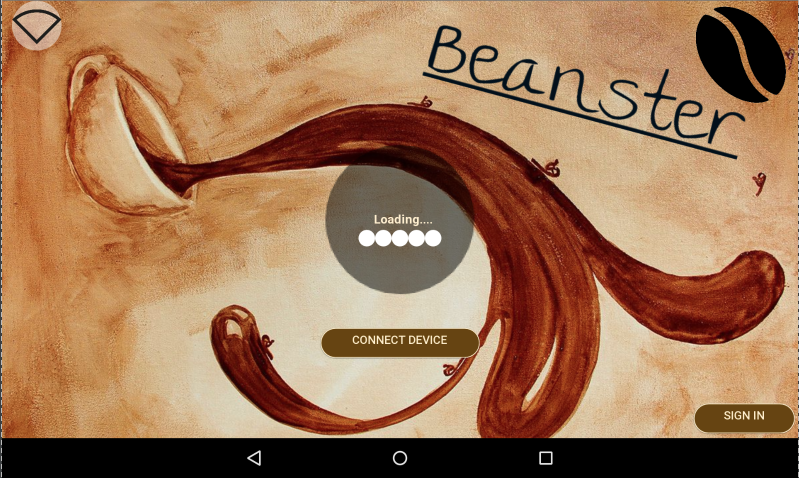 Beanster
Loading....
CONNECT DEVICE
SIGN IN